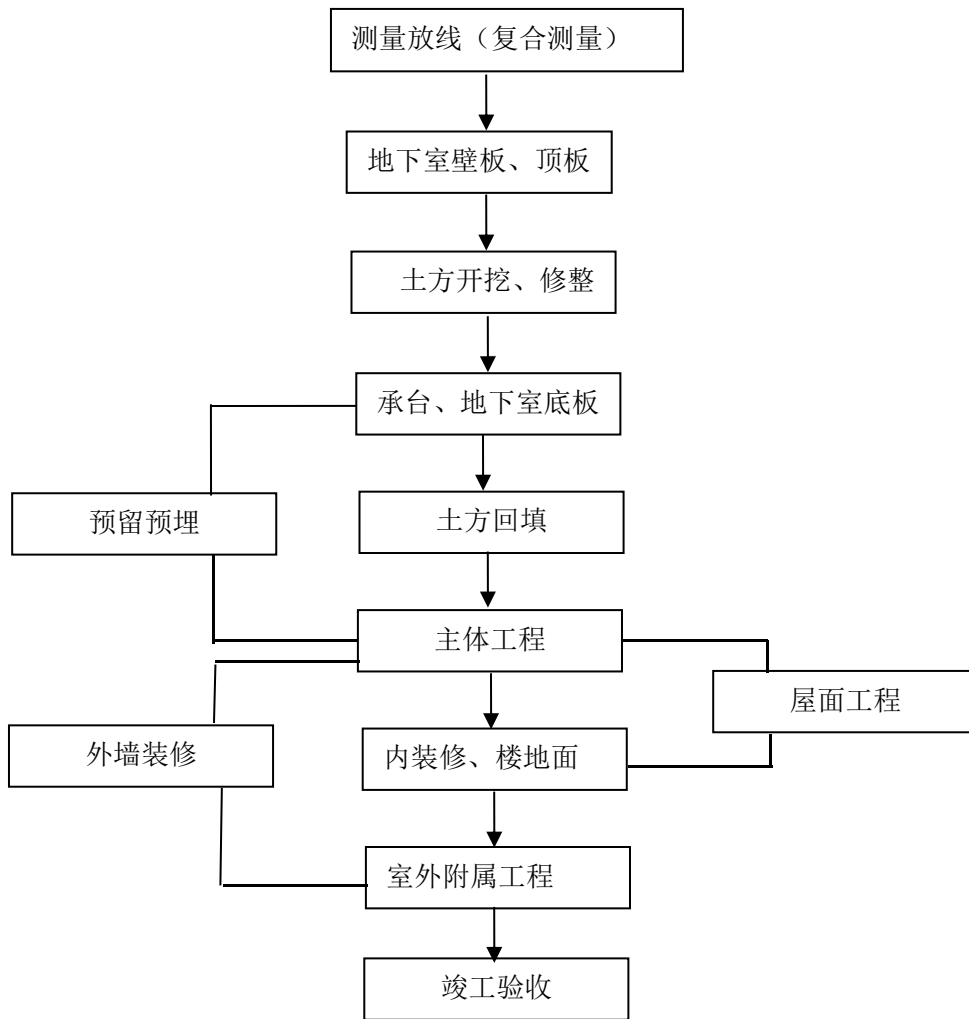 测量放线（复合测量）
地下室壁板、顶板
土方开挖、修整
承台、地下室底板
预留预埋
土方回填
主体工程
屋面工程
外墙装修
内装修、楼地面
室外附属工程
竣工验收